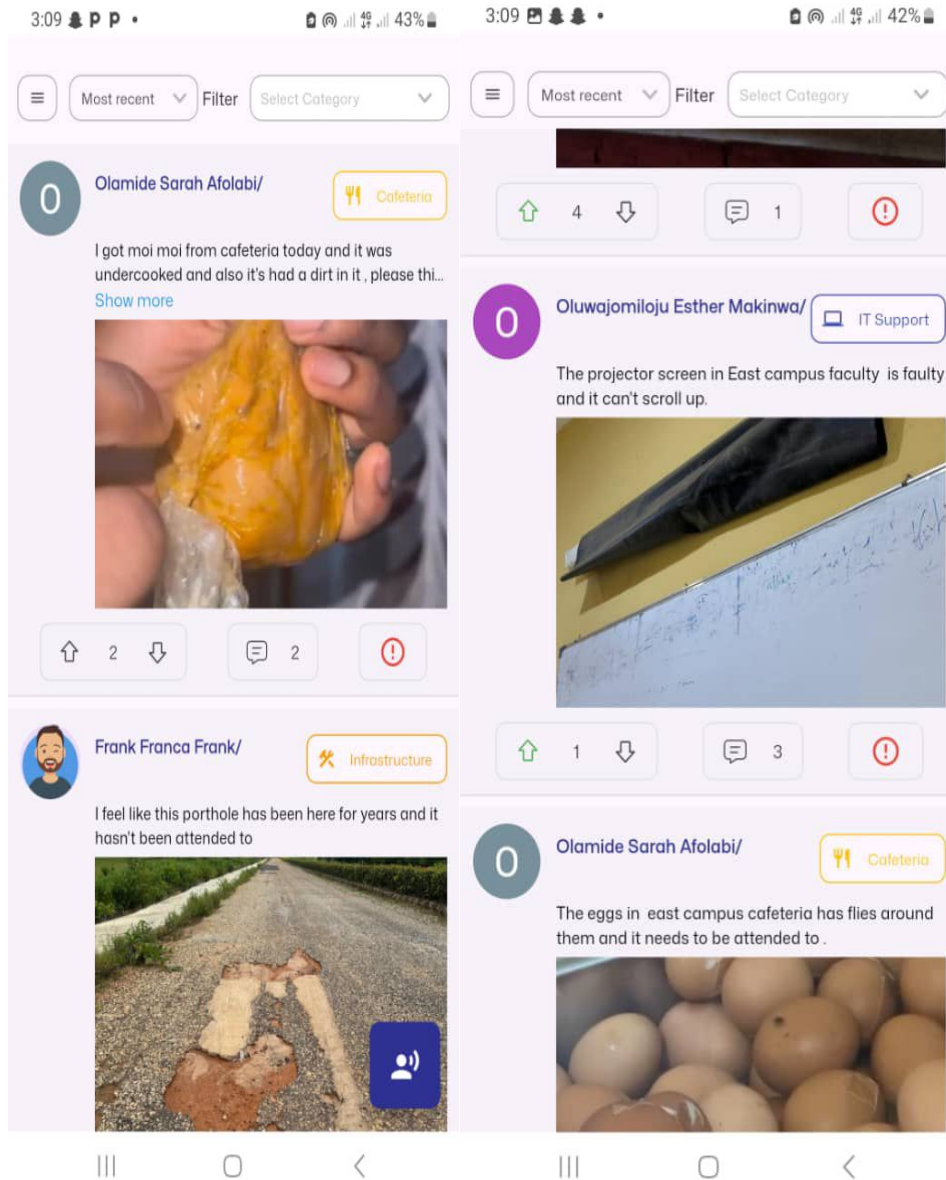 3:09 P P • 4G 43%
Most recent Filter Select Category
O
Olamide Sarah Afolabi/
Cafeteria
I got moi moi from cafeteria today and it was
undercooked and also it's had a dirt in it , please thi...
Show more
2 2
Frank Franca Frank/
Infrastructure
I feel like this porthole has been here for years and it
hasn't been attended to
3:09 • 4G 42%
Most recent Filter Select Category
4 1
O
Oluwajomiloju Esther Makinwa/
IT Support
The projector screen in East campus faculty is faulty
and it can't scroll up.
1 3
O
Olamide Sarah Afolabi/
Cafeteria
The eggs in east campus cafeteria has flies around
them and it needs to be attended to .